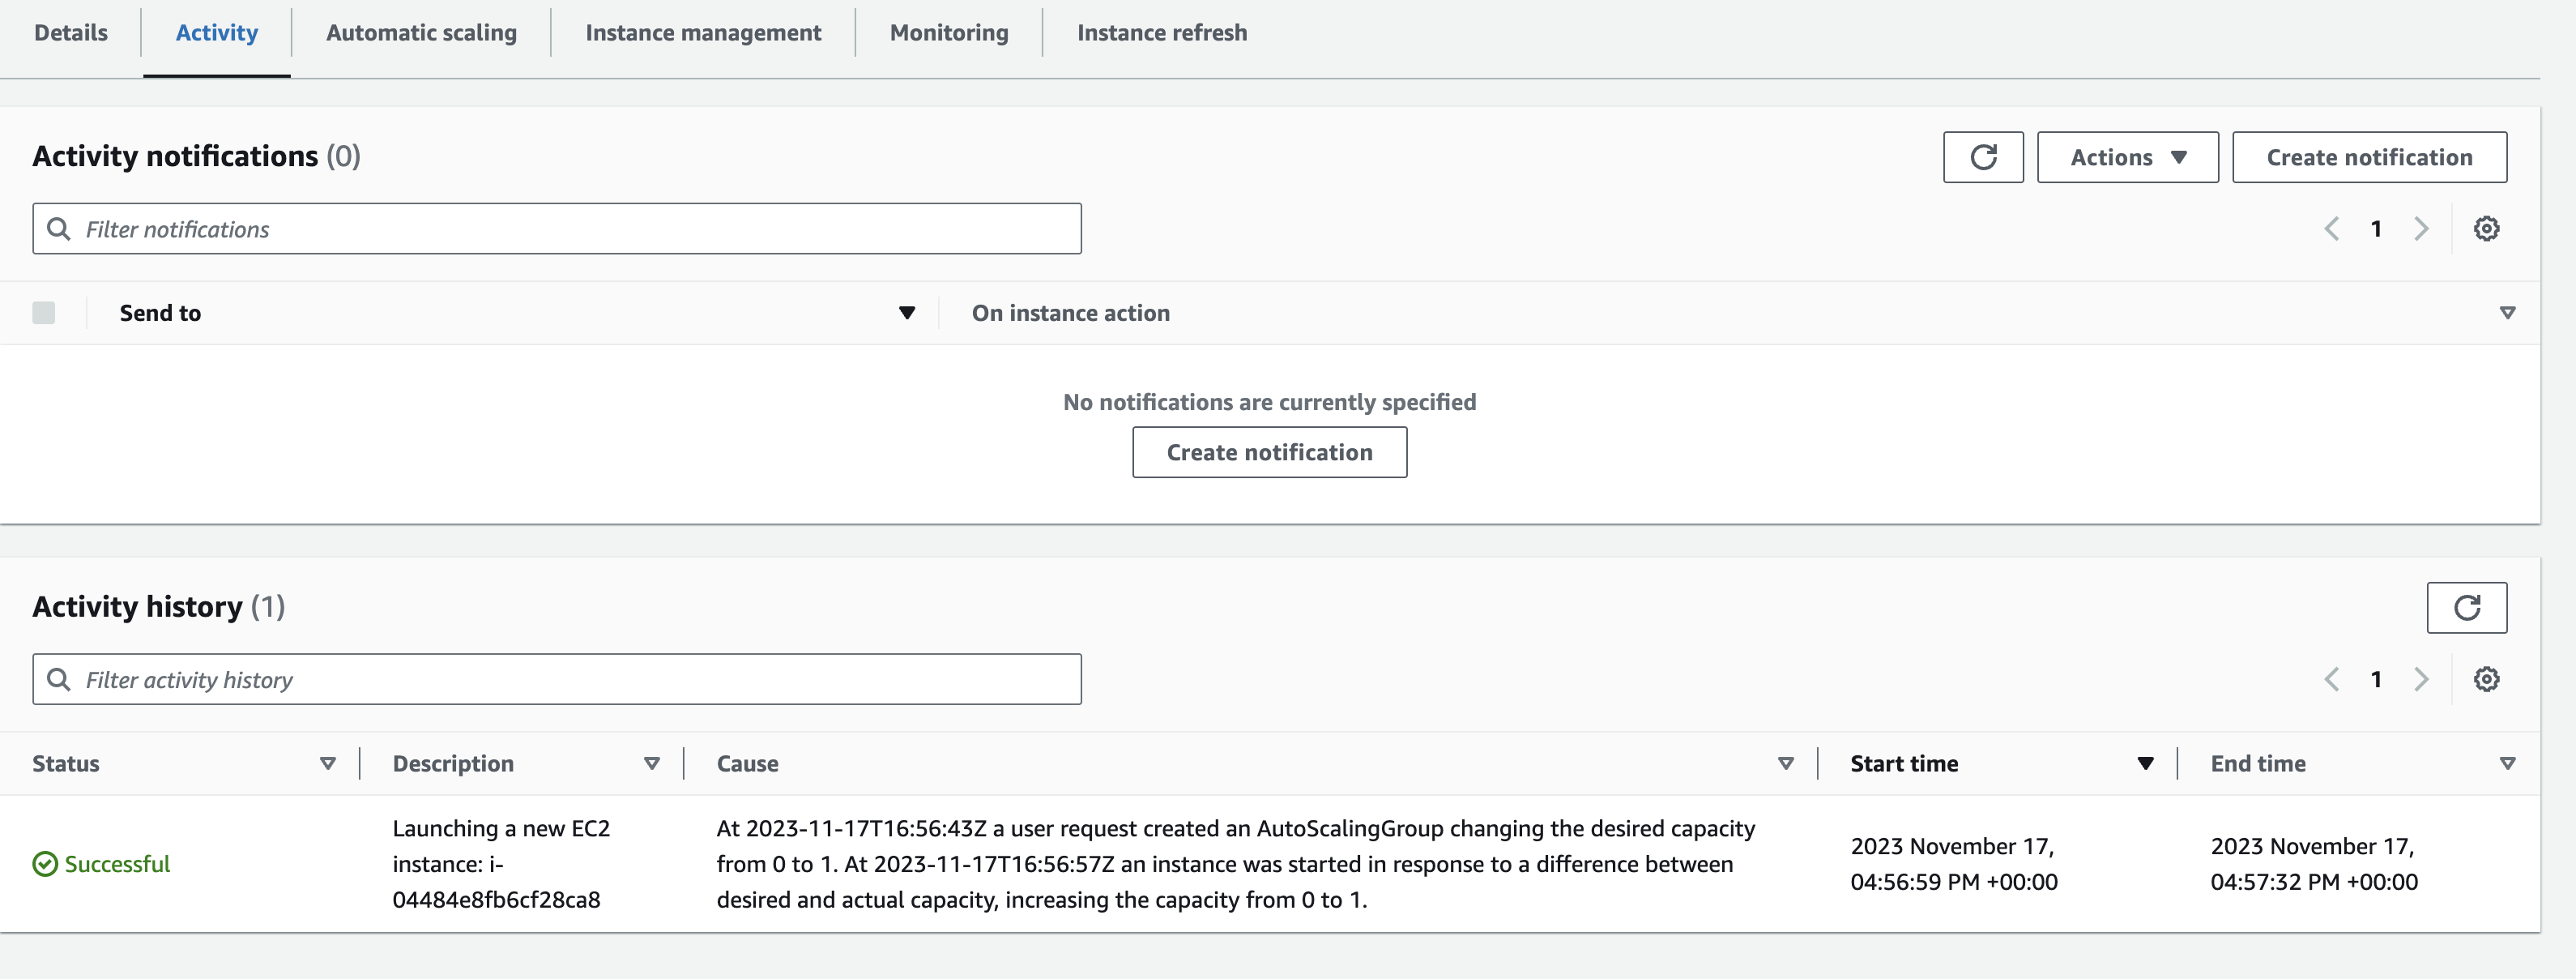 Details Activity Automatic scaling Instance management Monitoring Instance refresh
Activity notifications (0) Actions Create notification
Filter notifications 1
Send to On instance action
No notifications are currently specified
Create notification
Activity history (1)
Filter activity history 1
Status Description Cause Start time End time
Successful
Launching a new EC2
instance: i-
04484e8fb6cf28ca8
At 2023-11-17T16:56:43Z a user request created an AutoScalingGroup changing the desired capacity
from 0 to 1. At 2023-11-17T16:56:57Z an instance was started in response to a difference between
desired and actual capacity, increasing the capacity from 0 to 1.
2023 November 17,
04:56:59 PM +00:00
2023 November 17,
04:57:32 PM +00:00